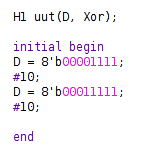 H1 uut(D, Xor);
initial begin
D = 8'b00001111;
#10;
D = 8'b00011111;
#10;
end